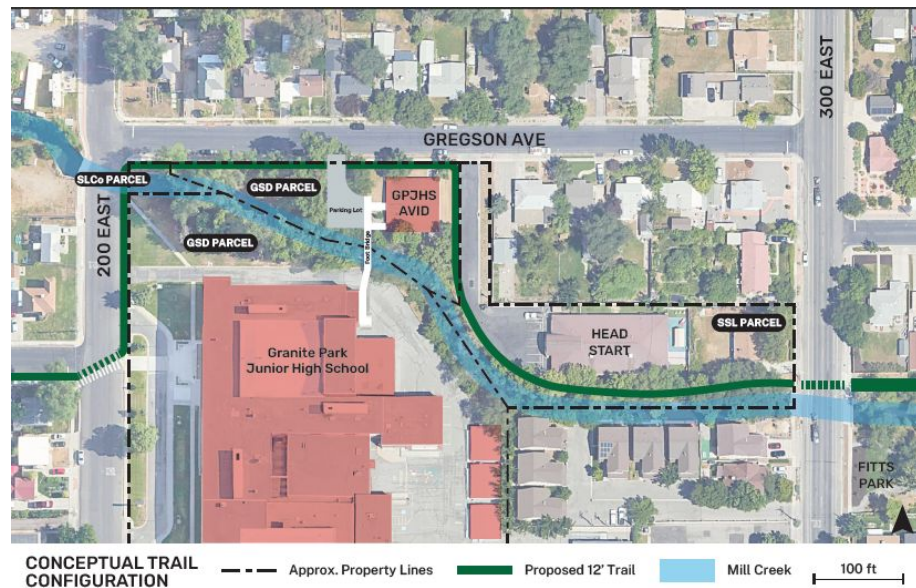 GREGSON AVE
300 EAST
SLCo PARCEL
GSD PARCEL
GPJHS
AVID
Parking Lot
200 EAST
GSD PARCEL
Foot Bridge
SSL PARCEL
HEAD
START
Granite Park
Junior High School
FITTS
PARK
CONCEPTUAL TRAIL
CONFIGURATION
Approx. Property Lines
Proposed 12' Trail
Mill Creek
100 ft